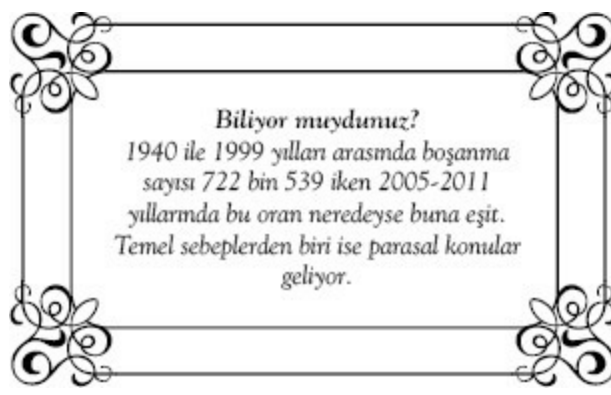 Biliyor muydunuz?
1940 ile 1999 yılları arasında boşanma
sayısı 722 bin 539 iken 2005-2011
yıllarında bu oran neredeyse buna eşit.
Temel sebeplerden biri ise parasal konular
geliyor.